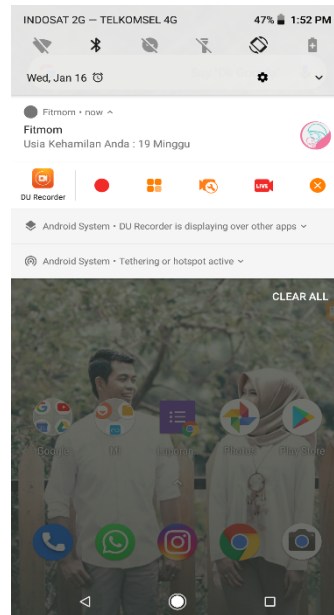 INDOSAT 2G — TELKOMSEL 4G 47% 1:52 PM
Wed, Jan 16
Fitmom • now
Fitmom
Usia Kehamilan Anda : 19 Minggu
DU Recorder
LIVE
Android System • DU Recorder is displaying over other apps
Android System • Tethering or hotspot active
CLEAR ALL
Google Mi Photos Play Store